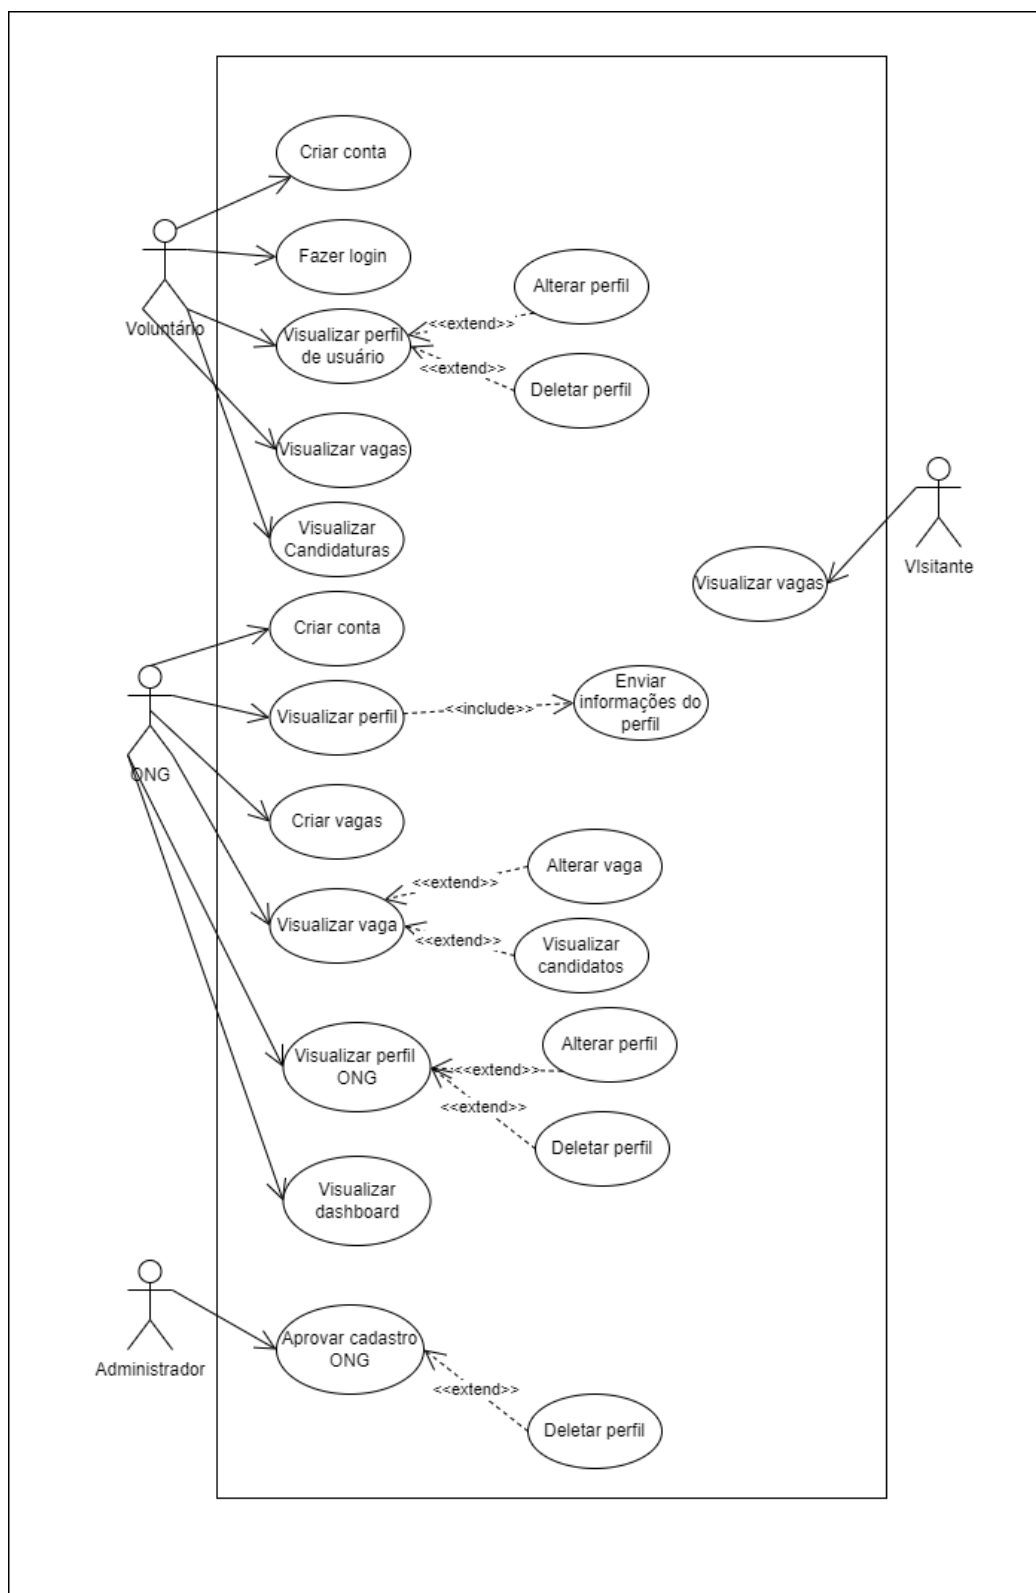 Criar conta
Fazer login
Alterar perfil
<<extend>>
Voluntário
Visualizar perfil
de usuário
<<extend>>
Deletar perfil
Visualizar vagas
Visualizar
Candidaturas
VIsitante
Visualizar vagas
Criar conta
Enviar
informações do
perfil
<<include>>
Visualizar perfil
ONG
Criar vagas
Alterar vaga
<<extend>>
Visualizar vaga
<<extend>>
Visualizar
candidatos
Alterar perfil
Visualizar perfil
ONG
<<extend>>
<<extend>>
Deletar perfil
Visualizar
dashboard
Aprovar cadastro
ONG
Administrador
<<extend>>
Deletar perfil